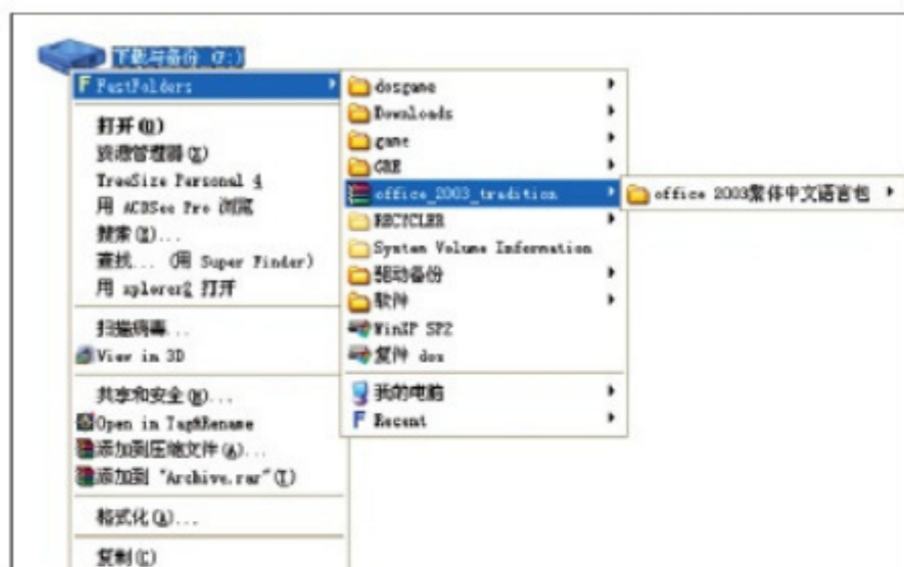 下载与备份 (F:)
FastFolders
打开(O)
资源管理器(X)
TreeSize Personal 4
用 ACDSee Pro 浏览
搜索(E)...
查找... (用 Super Finder)
用 xplorer2 打开
扫描病毒...
View in 3D
共享和安全(H)...
Open in Tag&Rename
添加到压缩文件(A)...
添加到 "Archive.rar"(T)
格式化(A)...
复制(C)
dosgame
Downloads
game
GRE
office_2003_tradition
RECYCLER
System Volume Information
驱动备份
软件
WinXP SP2
复件 dos
我的电脑
Recent
office 2003繁体中文语言包